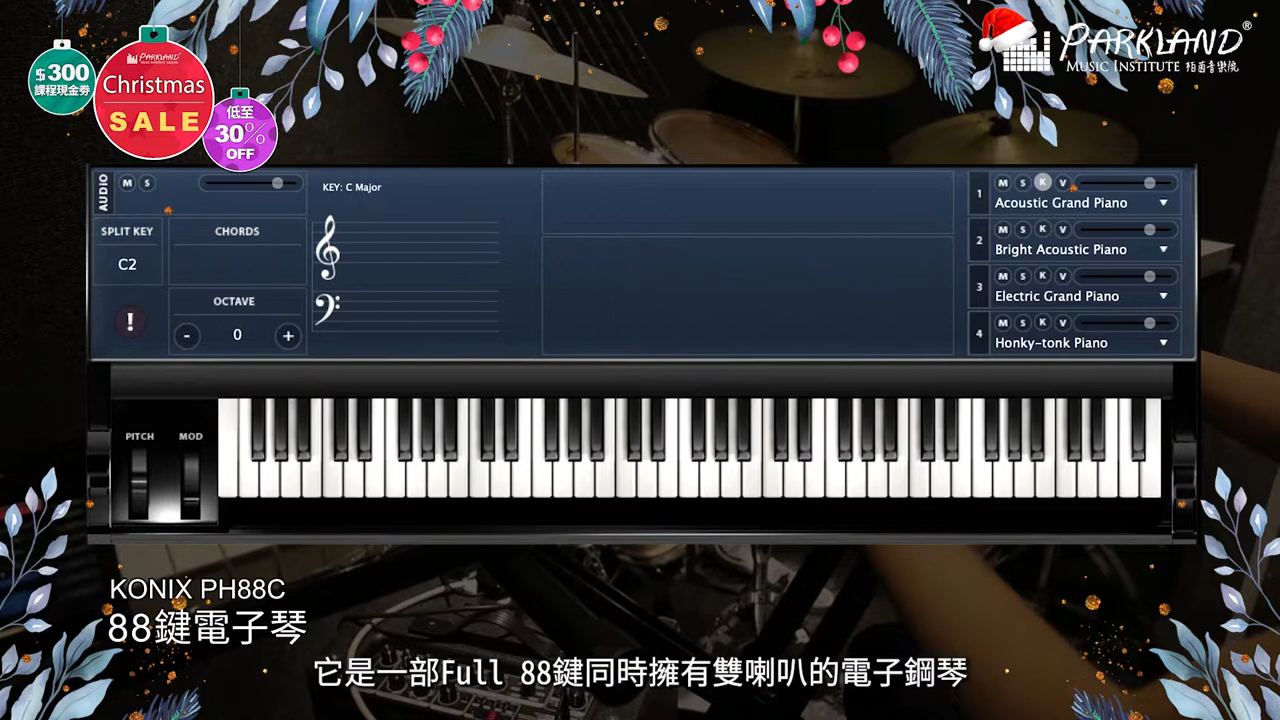 $300
課程現金券
PARKLAND
Christmas
SALE
低至
30%
OFF
PARKLAND®
MUSIC INSTITUTE 柏斯音樂院
AUDIO
M S
KEY: C Major
SPLIT KEY
C2
CHORDS
OCTAVE
- 0 +
!
1
M S K V
Acoustic Grand Piano
2
M S K V
Bright Acoustic Piano
3
M S K V
Electric Grand Piano
4
M S K V
Honky-tonk Piano
PITCH MOD
KONIX PH88C
88鍵電子琴
它是一部Full 88鍵同時擁有雙喇叭的電子鋼琴